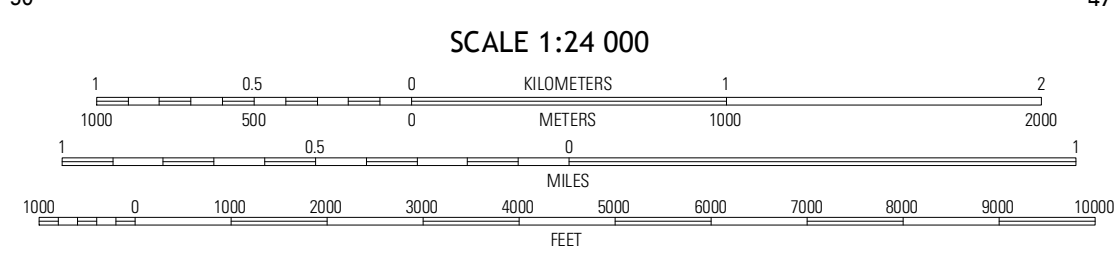 SCALE 1:24 000
1 0.5 0 KILOMETERS 1 2
1000 500 0 METERS 1000 2000
1 0.5 0 1
MILES
1000 0 1000 2000 3000 4000 5000 6000 7000 8000 9000 10000
FEET